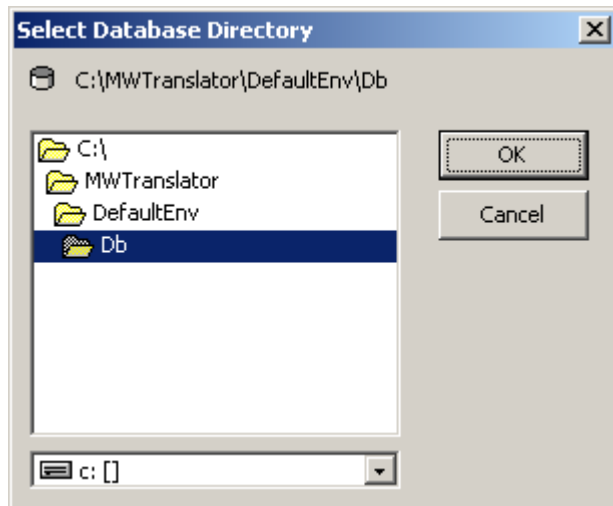 Select Database Directory
C:\MWTranslator\DefaultEnv\Db
C:\
MWTranslator
DefaultEnv
Db
OK
Cancel
c: []